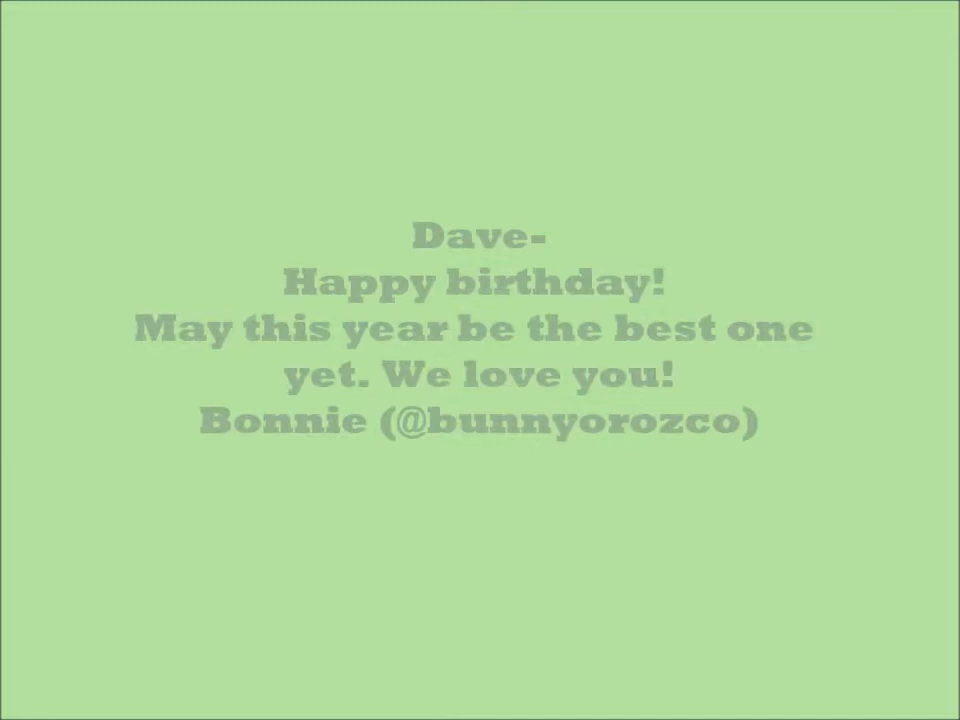 Dave-
Happy birthday!
May this year be the best one
yet. We love you!
Bonnie (@bunnyorozco)